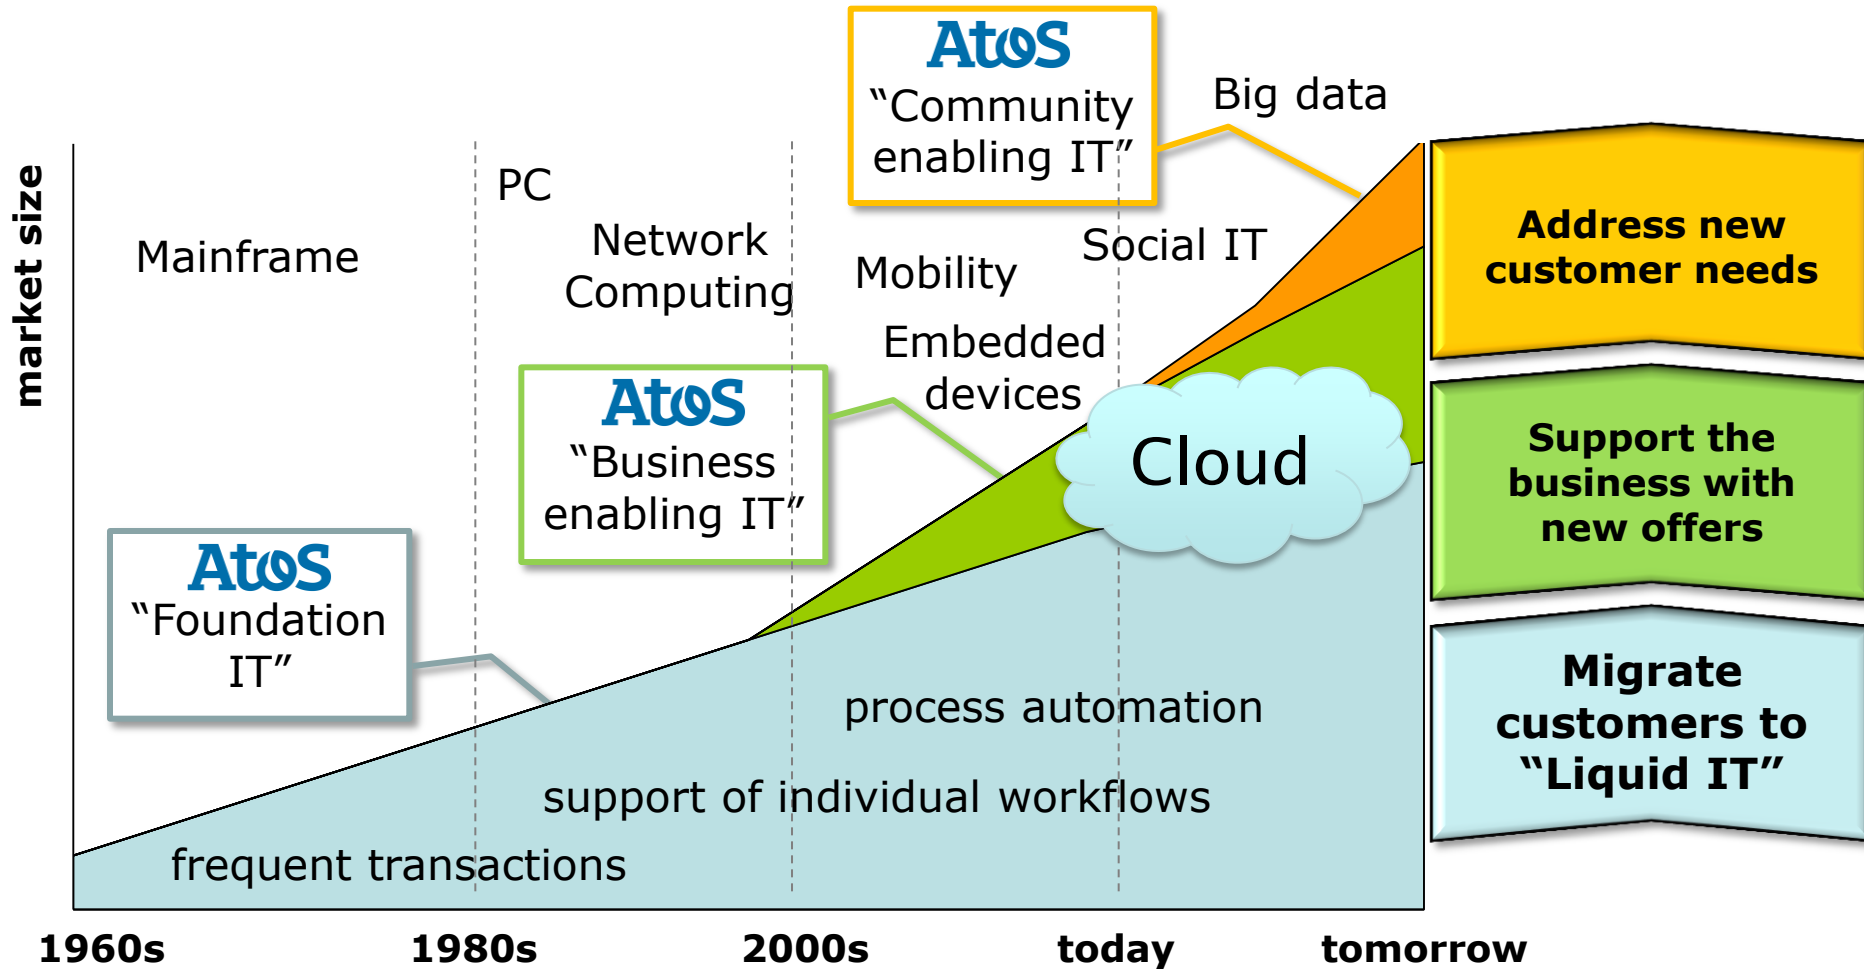 Atos
“Community
enabling IT”
Big data
market size
PC
Mainframe
Network
Computing
Mobility
Social IT
Embedded
devices
Address new
customer needs
Atos
“Business
enabling IT”
Cloud
Support the
business with
new offers
Atos
“Foundation
IT”
process automation
support of individual workflows
frequent transactions
Migrate
customers to
“Liquid IT”
1960s
1980s
2000s
today
tomorrow